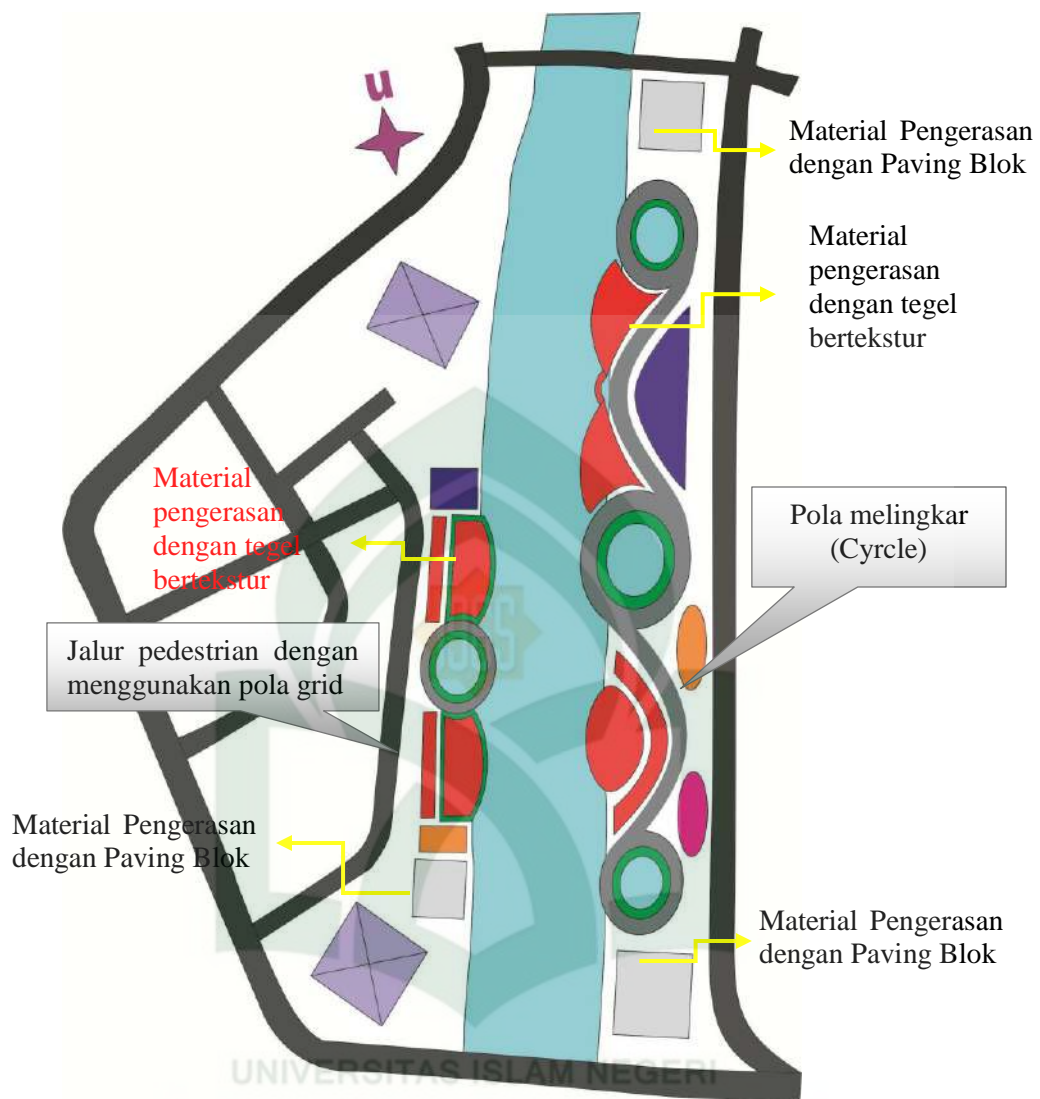 u
Material Pengerasan
dengan Paving Blok
Material
pengerasan
dengan tegel
bertekstur
Material
pengerasan
dengan tegel
bertekstur
Pola melingkar
(Cyrcle)
Jalur pedestrian dengan
menggunakan pola grid
Material Pengerasan
dengan Paving Blok
Material Pengerasan
dengan Paving Blok
UNIVERSITAS ISLAM NEGERI